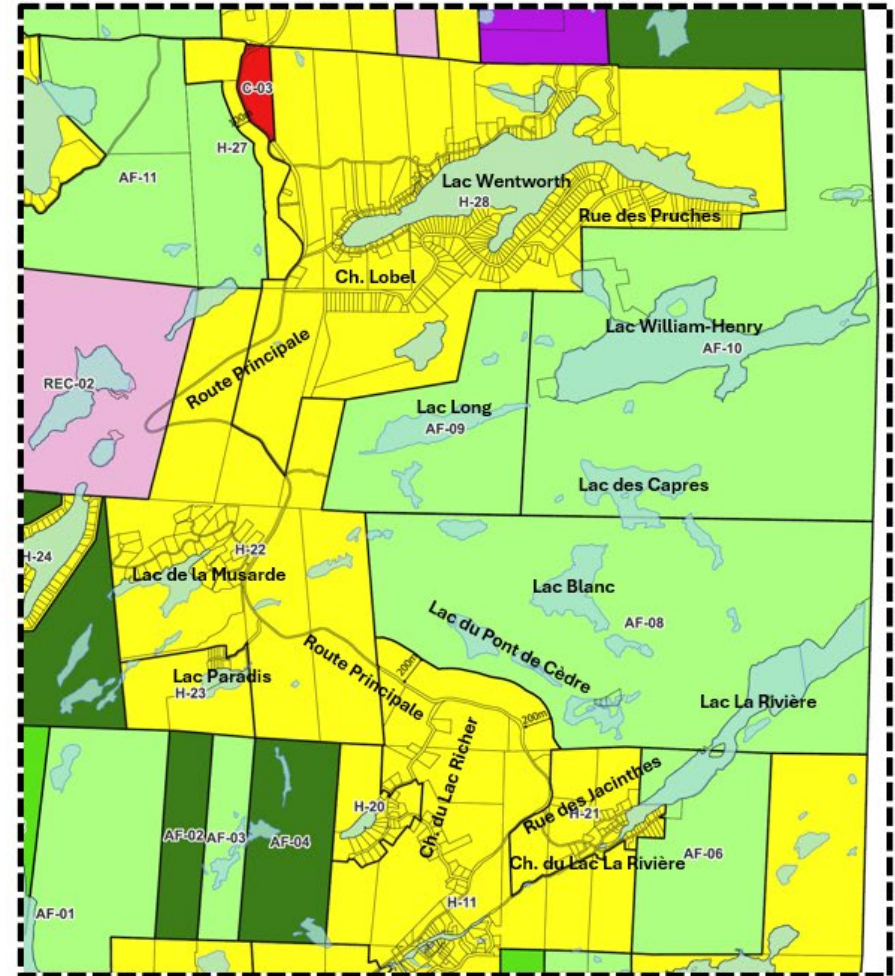 C-03
200m
H-27
AF-11
Lac Wentworth
H-28
Rue des Pruches
Ch. Lobel
Lac William-Henry
AF-10
Route Principale
REC-02
Lac Long
AF-09
Lac des Capres
H-24
H-22
Lac de la Musarde
Lac Blanc
AF-08
Lac du Pont de Cèdre
Route Principale
200m
Lac Paradis
H-23
Lac La Rivière
200m
Ch. du Lac Richer
Rue des Jacinthes
H-21
H-20
AF-02
AF-03
AF-04
Ch. du Lac La Rivière
AF-06
H-11
AF-01